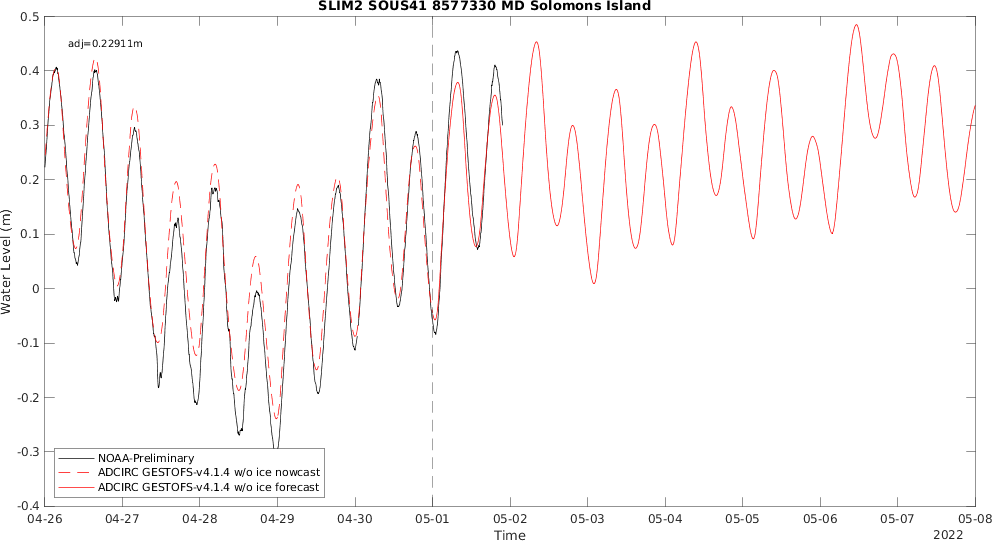 SLIM2 SOUS41 8577330 MD Solomons Island
adj=0.22911m
0.5
0.4
0.3
0.2
0.1
0
-0.1
-0.2
-0.3
-0.4
Water Level (m)
NOAA-Preliminary
ADCIRC GESTOFS-v4.1.4 w/o ice nowcast
ADCIRC GESTOFS-v4.1.4 w/o ice forecast
04-26 04-27 04-28 04-29 04-30 05-01 05-02 05-03 05-04 05-05 05-06 05-07 05-08
Time
2022